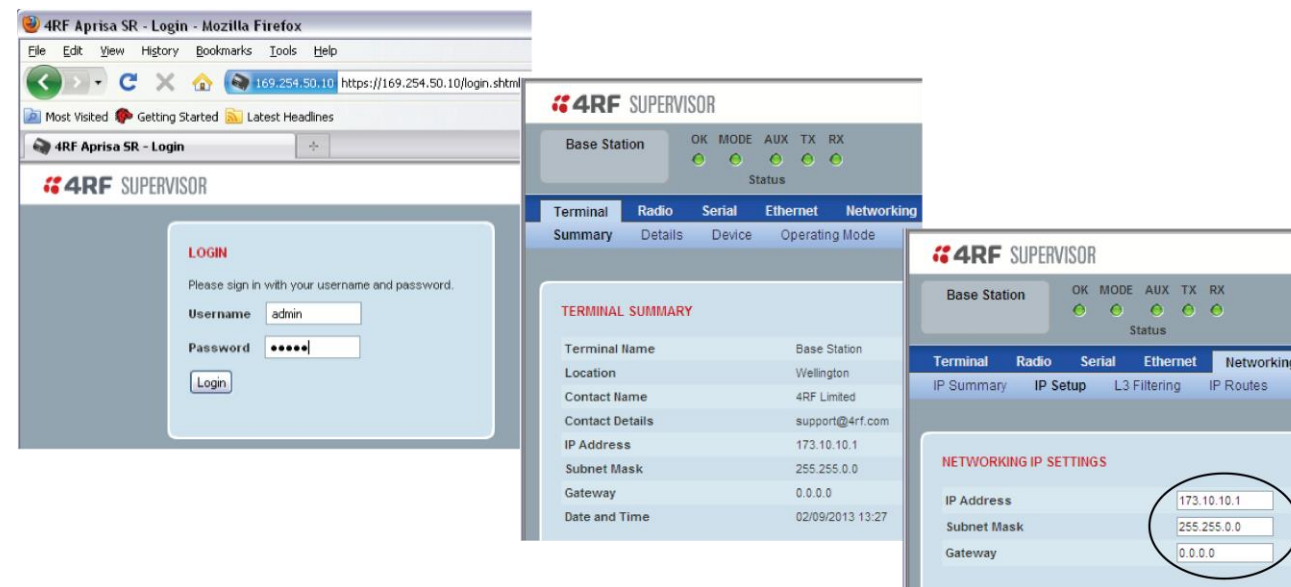 4RF Aprisa SR - Login - Mozilla Firefox
File Edit View History Bookmarks Tools Help
169.254.50.10 https://169.254.50.10/login.shtml
Most Visited Getting Started Latest Headlines
4RF Aprisa SR - Login
4RF SUPERVISOR
LOGIN
Please sign in with your username and password.
Username admin
Password •••••
Login
4RF SUPERVISOR
Base Station OK MODE AUX TX RX
Status
Terminal Radio Serial Ethernet Networking
Summary Details Device Operating Mode
TERMINAL SUMMARY
Terminal Name Base Station
Location Wellington
Contact Name 4RF Limited
Contact Details support@4rf.com
IP Address 173.10.10.1
Subnet Mask 255.255.0.0
Gateway 0.0.0.0
Date and Time 02/09/2013 13:27
4RF SUPERVISOR
Base Station OK MODE AUX TX RX
Status
Terminal Radio Serial Ethernet Networking
IP Summary IP Setup L3 Filtering IP Routes
NETWORKING IP SETTINGS
IP Address 173.10.10.1
Subnet Mask 255.255.0.0
Gateway 0.0.0.0